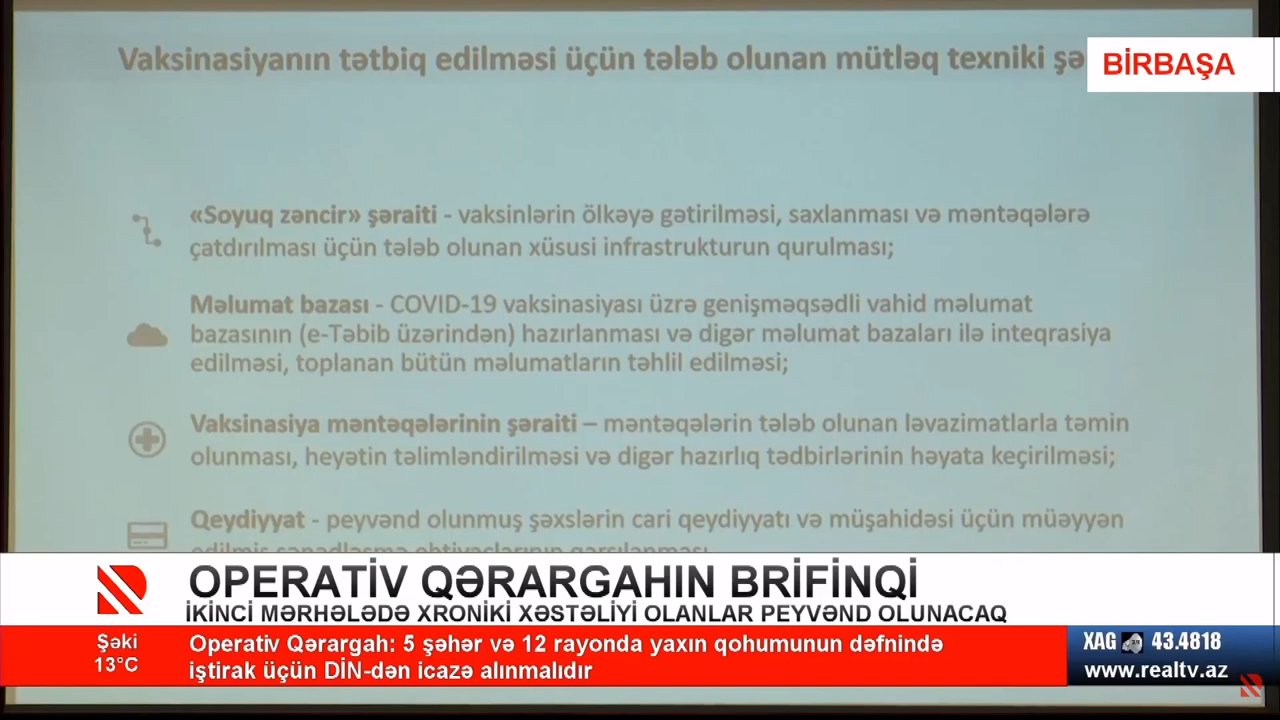 Vaksinasiyanın tətbiq edilməsi üçün tələb olunan mütləq texniki
BİRBAŞA
«Soyuq zəncir» şəraiti - vaksinlərin ölkəyə gətirilməsi, saxlanması və məntəqələrə
çatdırılması üçün tələb olunan xüsusi infrastrukturun qurulması;
Məlumat bazası - COVID-19 vaksinasiyası üzrə genişməqsədli vahid məlumat
bazasının (e-Təbib üzərindən) hazırlanması və digər məlumat bazaları ilə inteqrasiya
edilməsi, toplanan bütün məlumatların təhlil edilməsi;
Vaksinasiya məntəqələrinin şəraiti – məntəqələrin tələb olunan ləvazimatlarla təmin
olunması, heyətin təlimləndirilməsi və digər hazırlıq tədbirlərinin həyata keçirilməsi;
Qeydiyyat - peyvənd olunmuş şəxslərin cari qeydiyyatı və müşahidəsi üçün müəyyən
OPERATİV QƏRARGAHIN BRİFİNQİ
İKİNCİ MƏRHƏLƏDƏ XRONİKİ XƏSTƏLİYİ OLANLAR PEYVƏND OLUNACAQ
Şəki
13°C
Operativ Qərargah: 5 şəhər və 12 rayonda yaxın qohumunun dəfnində
iştirak üçün DİN-dən icazə alınmalıdır
XAG 43.4818
www.realtv.az